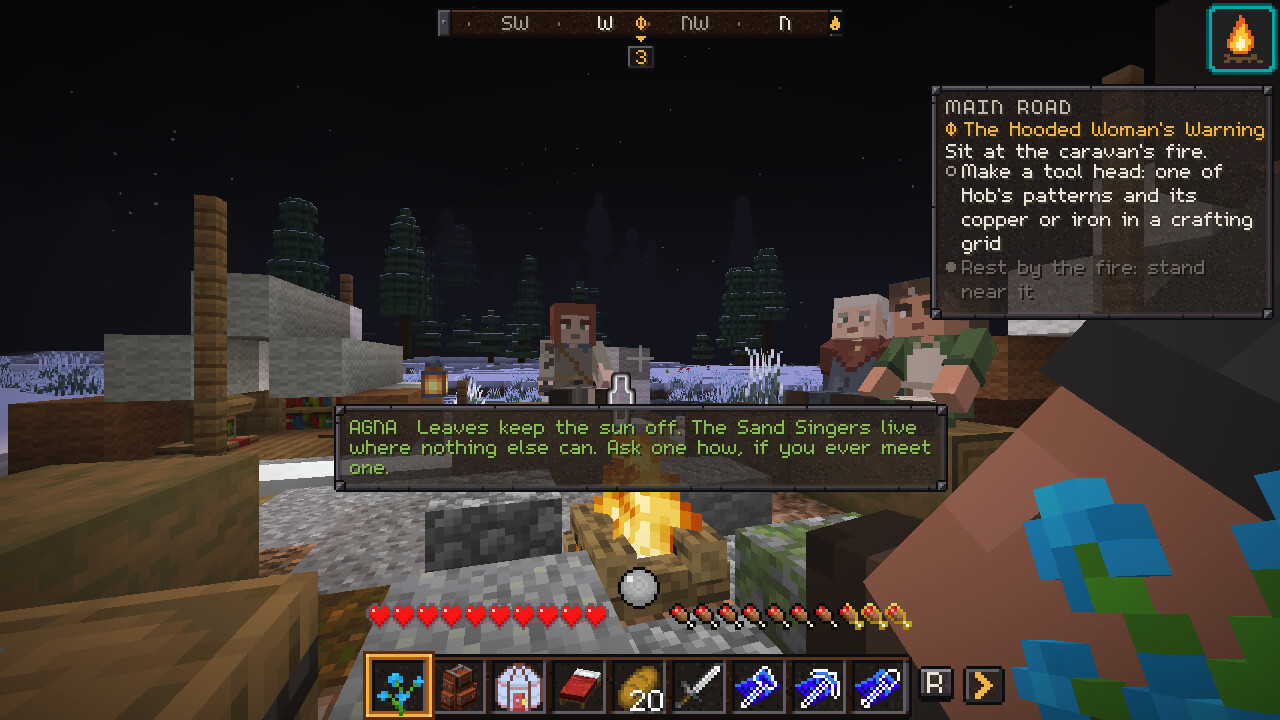 SW W NW N
3
MAIN ROAD
The Hooded Woman's Warning
Sit at the caravan's fire.
Make a tool head: one of
Hob's patterns and its
copper or iron in a crafting
grid
Rest by the fire: stand
near it
AGNA Leaves keep the sun off. The Sand Singers live
where nothing else can. Ask one how, if you ever meet
one.
20
R